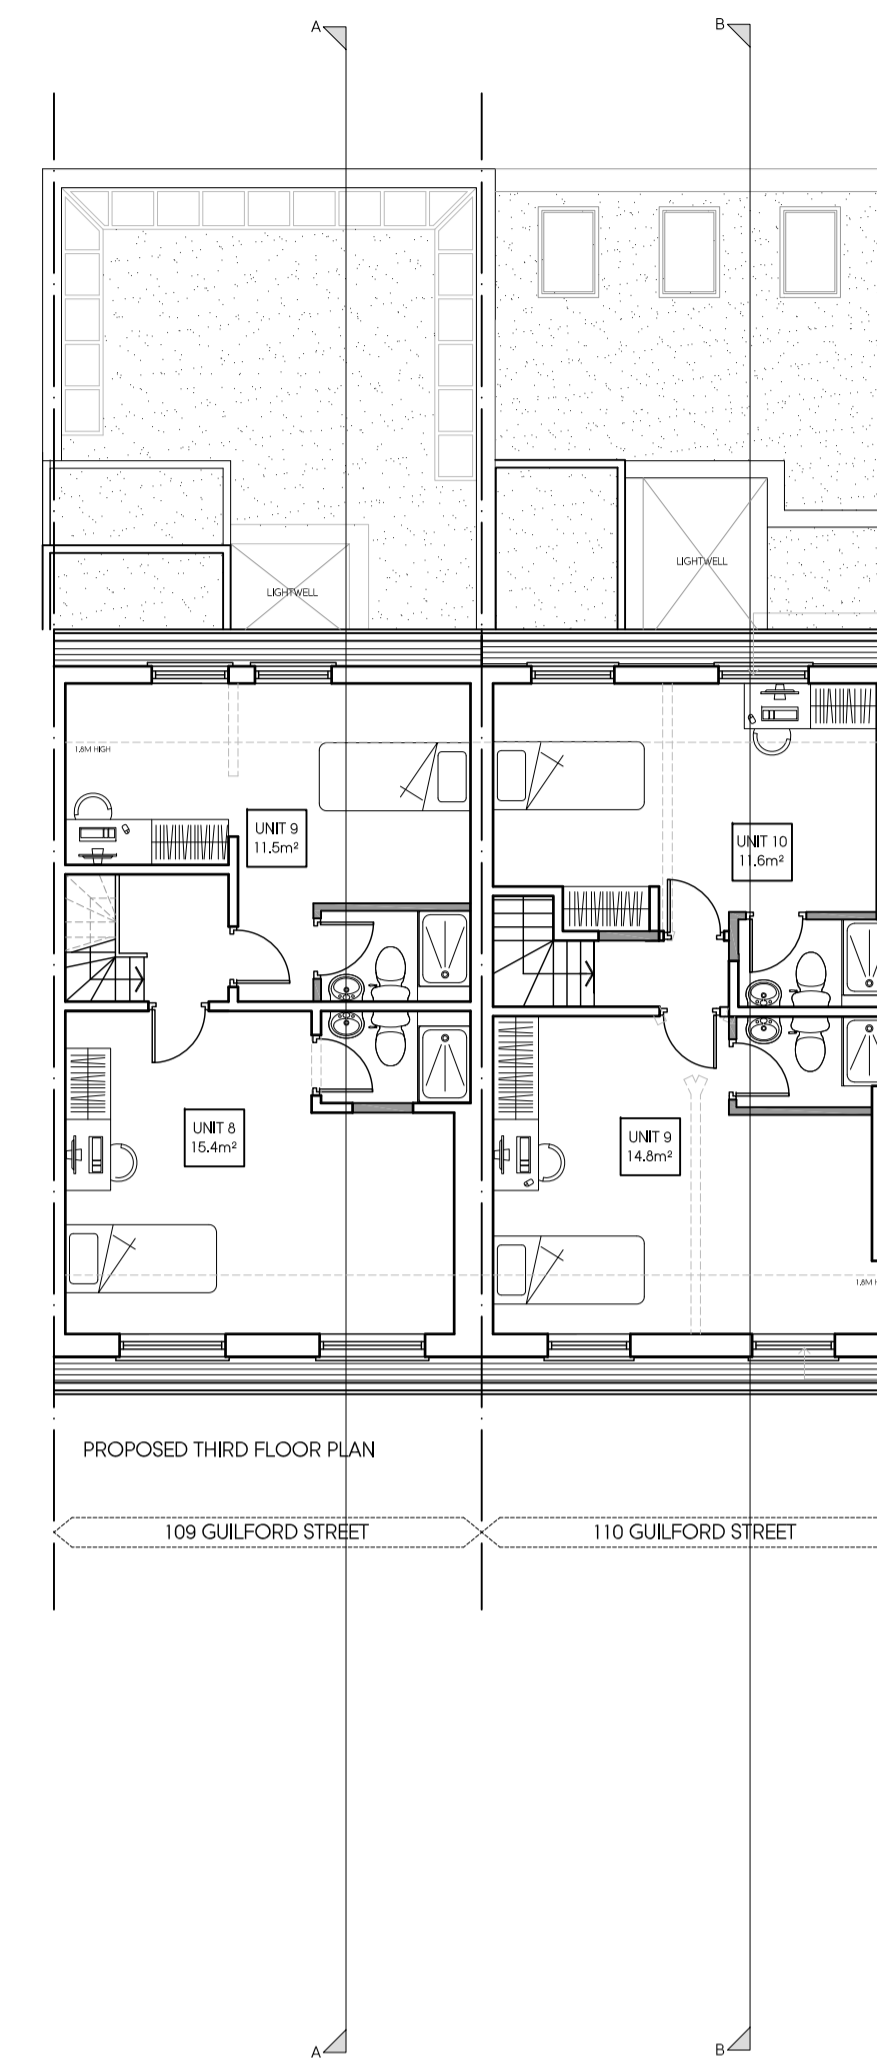 A
B
LIGHTWELL
LIGHTWELL
1.8M HIGH
UNIT 9
11.5m²
UNIT 10
11.6m²
UNIT 8
15.4m²
UNIT 9
14.8m²
1.8M H
PROPOSED THIRD FLOOR PLAN
109 GUILFORD STREET
110 GUILFORD STREET
A
B